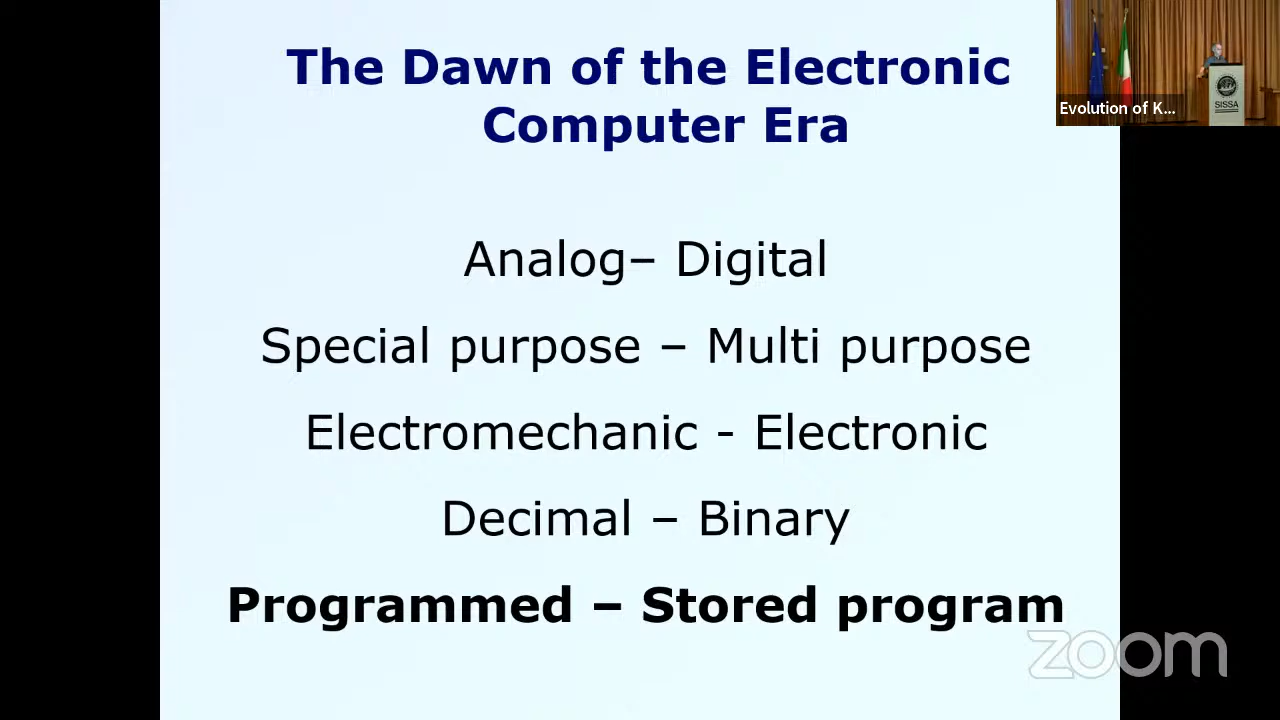 The Dawn of the Electronic
Computer Era
Analog– Digital
Special purpose – Multi purpose
Electromechanic - Electronic
Decimal – Binary
Programmed – Stored program
Evolution of K...
SISSA
zoom